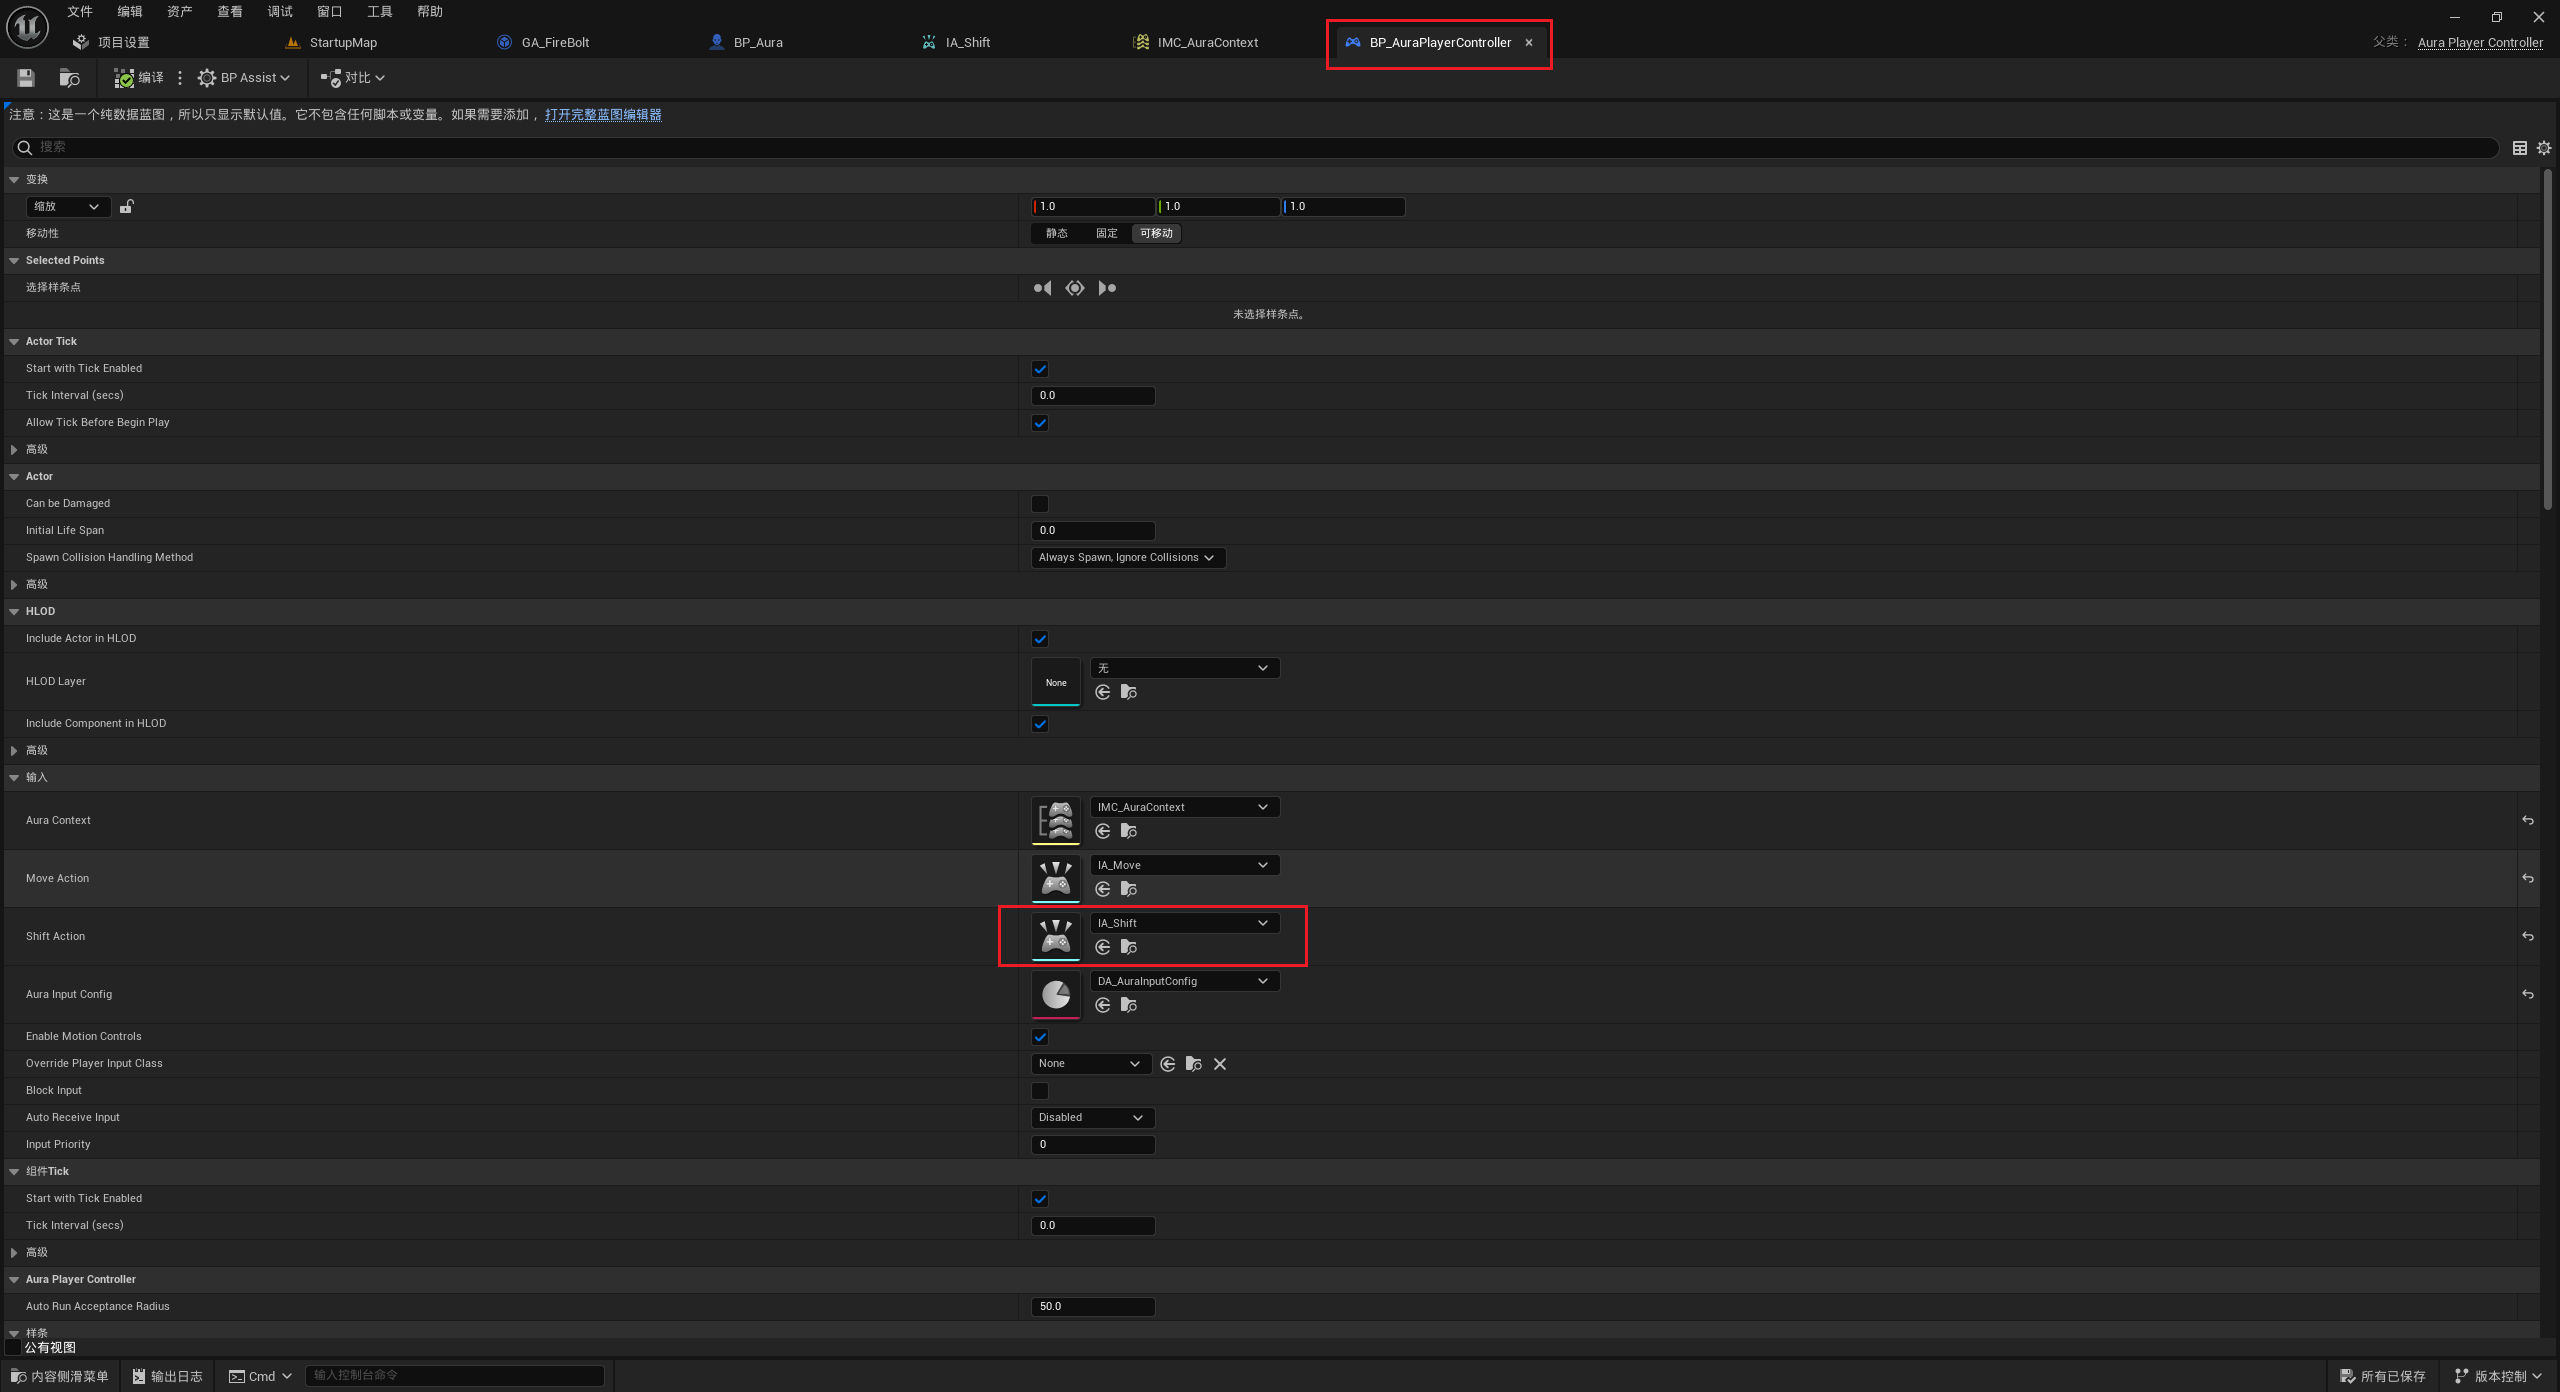 文件 编辑 资产 查看 调试 窗口 工具 帮助
项目设置 StartupMap GA_FireBolt BP_Aura IA_Shift IMC_AuraContext BP_AuraPlayerController 父类： Aura Player Controller
编译 BP Assist 对比
注意：这是一个纯数据蓝图，所以只显示默认值。它不包含任何脚本或变量。如果需要添加，打开完整蓝图编辑器
搜索
变换
缩放 1.0 1.0 1.0
移动性 静态 固定 可移动
Selected Points
选择样条点
未选择样条点。
Actor Tick
Start with Tick Enabled
Tick Interval (secs) 0.0
Allow Tick Before Begin Play
高级
Actor
Can be Damaged
Initial Life Span 0.0
Spawn Collision Handling Method Always Spawn, Ignore Collisions
高级
HLOD
Include Actor in HLOD
HLOD Layer None 无
Include Component in HLOD
高级
输入
Aura Context IMC_AuraContext
Move Action IA_Move
Shift Action IA_Shift
Aura Input Config DA_AuraInputConfig
Enable Motion Controls
Override Player Input Class None
Block Input
Auto Receive Input Disabled
Input Priority 0
组件Tick
Start with Tick Enabled
Tick Interval (secs) 0.0
高级
Aura Player Controller
Auto Run Acceptance Radius 50.0
样条
公有视图
内容侧滑菜单 输出日志 Cmd 输入控制台命令 所有已保存 版本控制